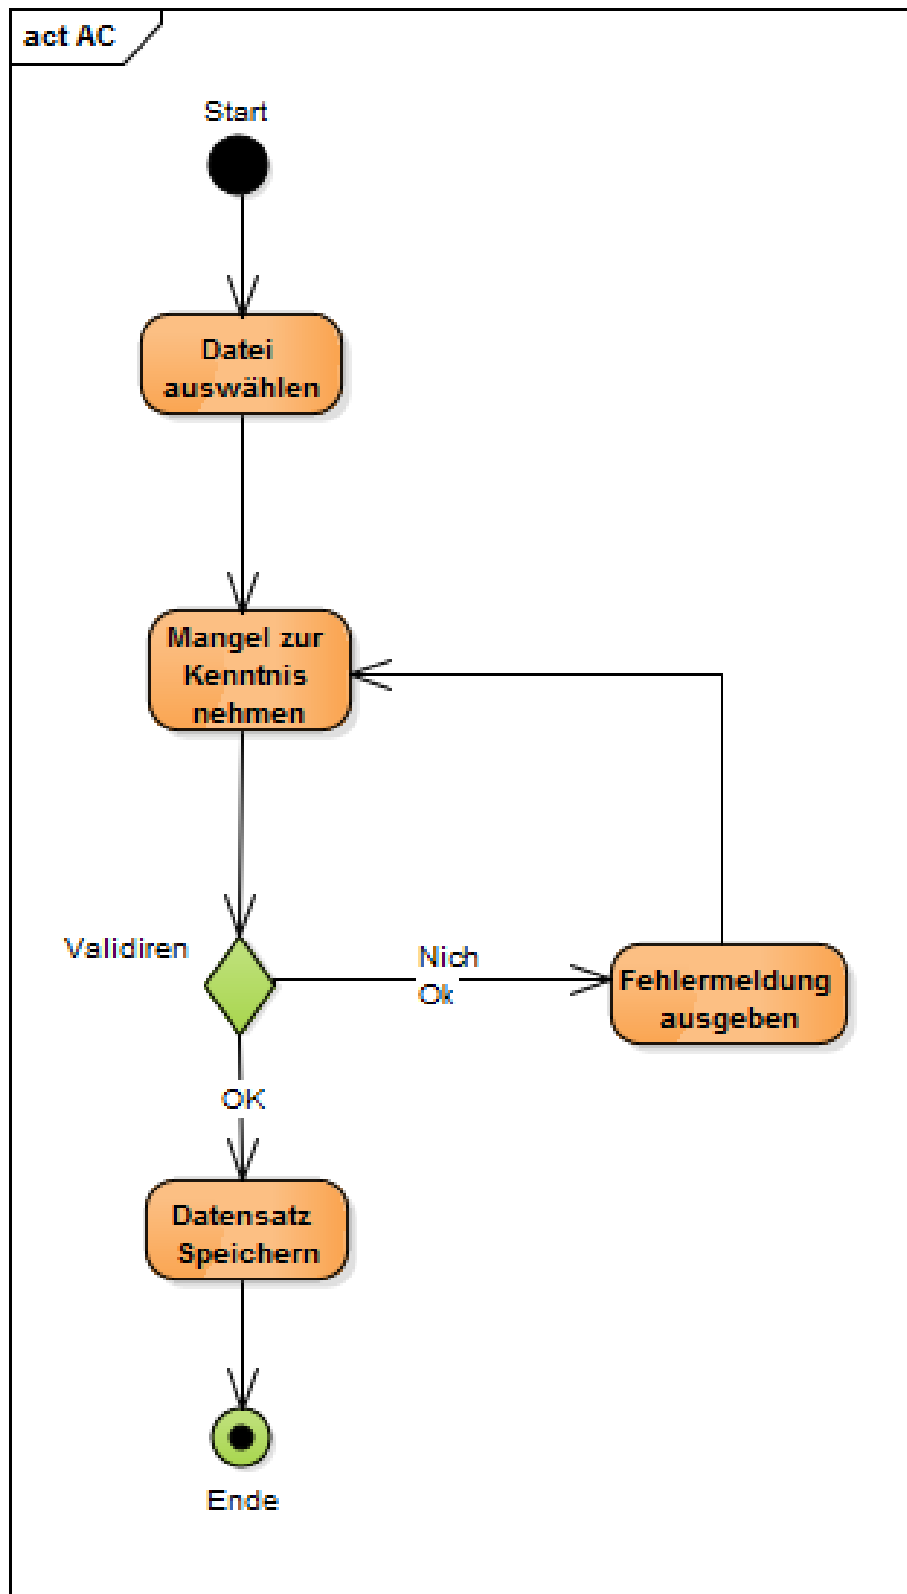 act AC
Start
Datei
auswählen
Mangel zur
Kenntnis
nehmen
Validiren
Nich
Ok
Fehlermeldung
ausgeben
OK
Datensatz
Speichern
Ende